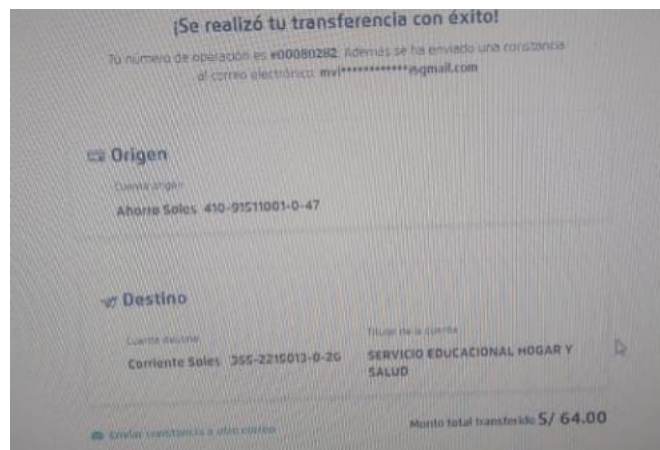 ¡Se realizó tu transferencia con éxito!
Tu número de operación es #00080282. Además se ha enviado una constancia
al correo electrónico: mvi************@gmail.com
Origen
Cuenta origen
Ahorro Soles 410-91511001-0-47
Destino
Cuenta destino
Titular de la cuenta
Corriente Soles 355-2215013-0-26
SERVICIO EDUCACIONAL HOGAR Y
SALUD
Enviar constancia a otro correo
Monto total transferido S/ 64.00